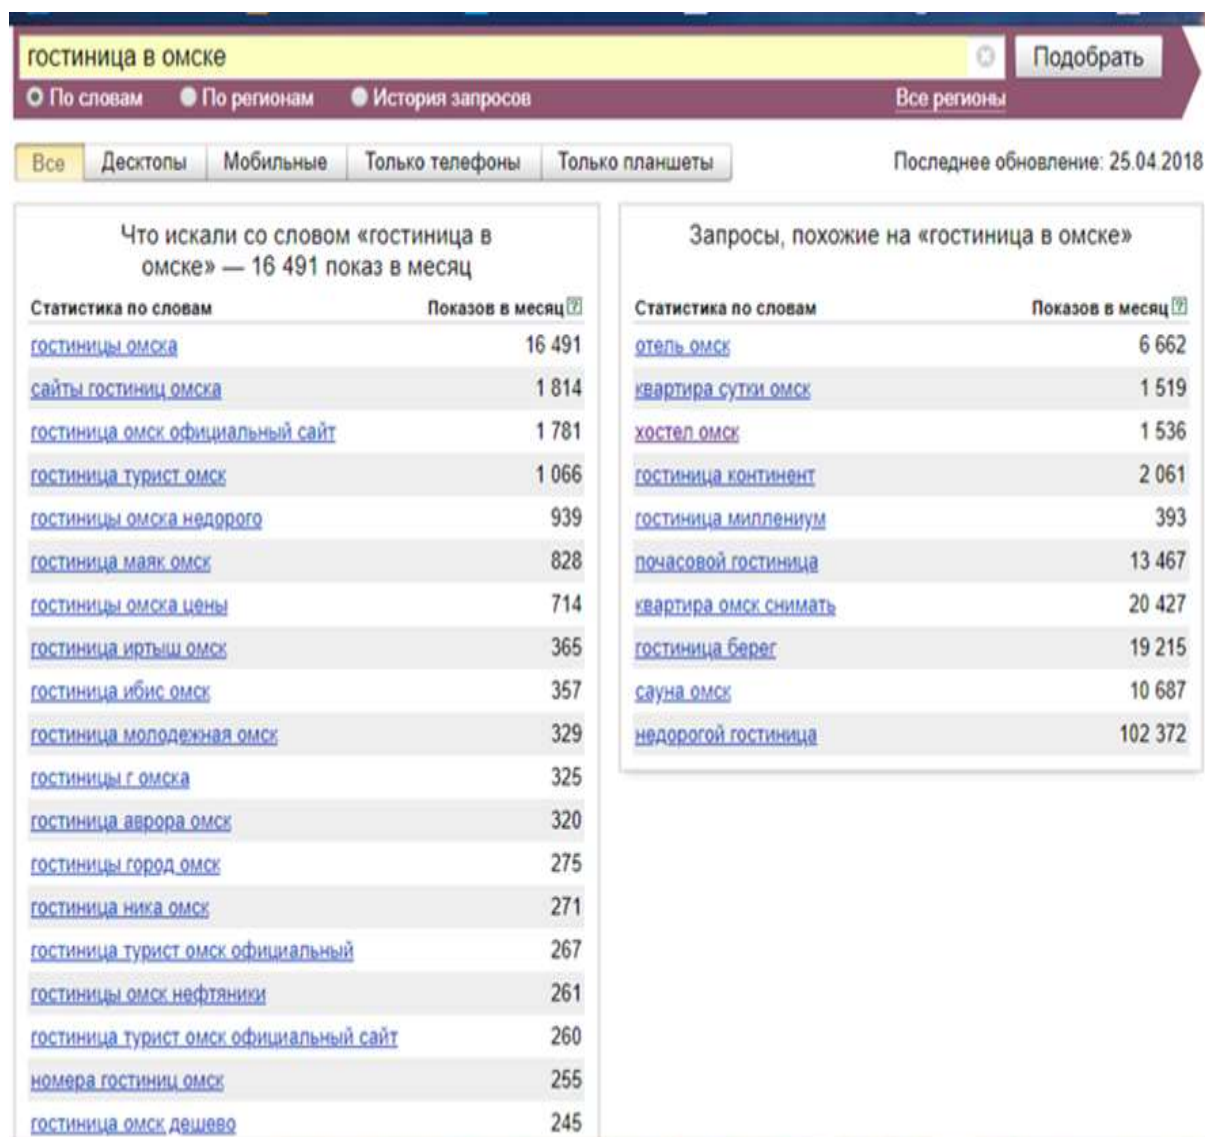 гостиница в омске
Подобрать
По словам По регионам История запросов Все регионы
Все Десктопы Мобильные Только телефоны Только планшеты Последнее обновление: 25.04.2018
Что искали со словом «гостиница в
омске» — 16 491 показ в месяц
Статистика по словам Показов в месяц ?
гостиницы омска 16 491
сайты гостиниц омска 1 814
гостиница омск официальный сайт 1 781
гостиница турист омск 1 066
гостиницы омска недорого 939
гостиница маяк омск 828
гостиницы омска цены 714
гостиница иртыш омск 365
гостиница ибис омск 357
гостиница молодежная омск 329
гостиницы г омска 325
гостиница аврора омск 320
гостиницы город омск 275
гостиница ника омск 271
гостиница турист омск официальный 267
гостиницы омск нефтяники 261
гостиница турист омск официальный сайт 260
номера гостиниц омск 255
гостиница омск дешево 245
Запросы, похожие на «гостиница в омске»
Статистика по словам Показов в месяц ?
отель омск 6 662
квартира сутки омск 1 519
хостел омск 1 536
гостиница континент 2 061
гостиница миллениум 393
почасовой гостиница 13 467
квартира омск снимать 20 427
гостиница берег 19 215
сауна омск 10 687
недорогой гостиница 102 372